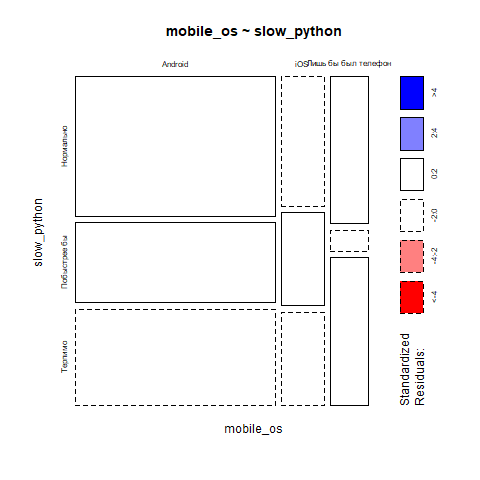 mobile_os ~ slow_python
Android
iOS
Лишь бы был телефон
Нормально
Побыстрее бы
Терпимо
slow_python
mobile_os
>4
2:4
0:2
-2:0
-4:-2
<-4
Standardized
Residuals: